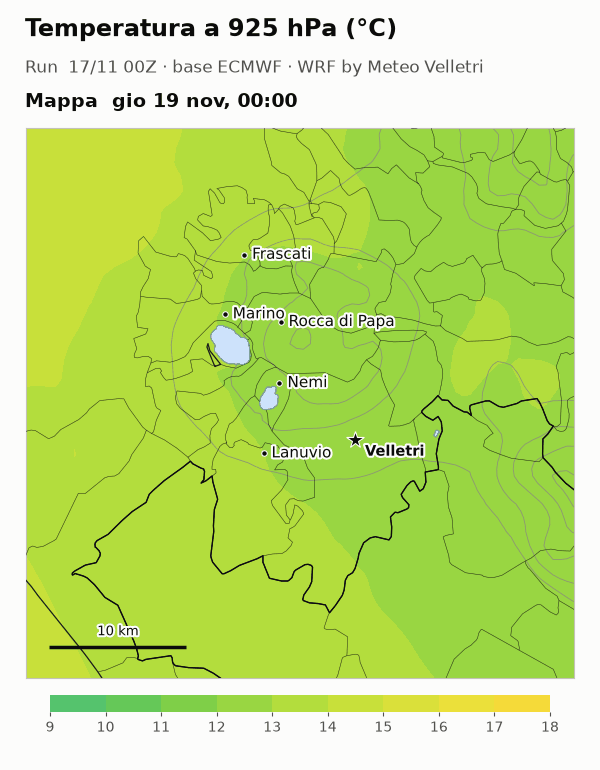 Temperatura a 925 hPa (°C)
Run  17/11 00Z · base ECMWF · WRF by Meteo Velletri
Mappa  gio 19 nov, 00:00
Frascati
Marino
Rocca di Papa
Nemi
Velletri
Lanuvio
10 km
9 10 11 12 13 14 15 16 17 18